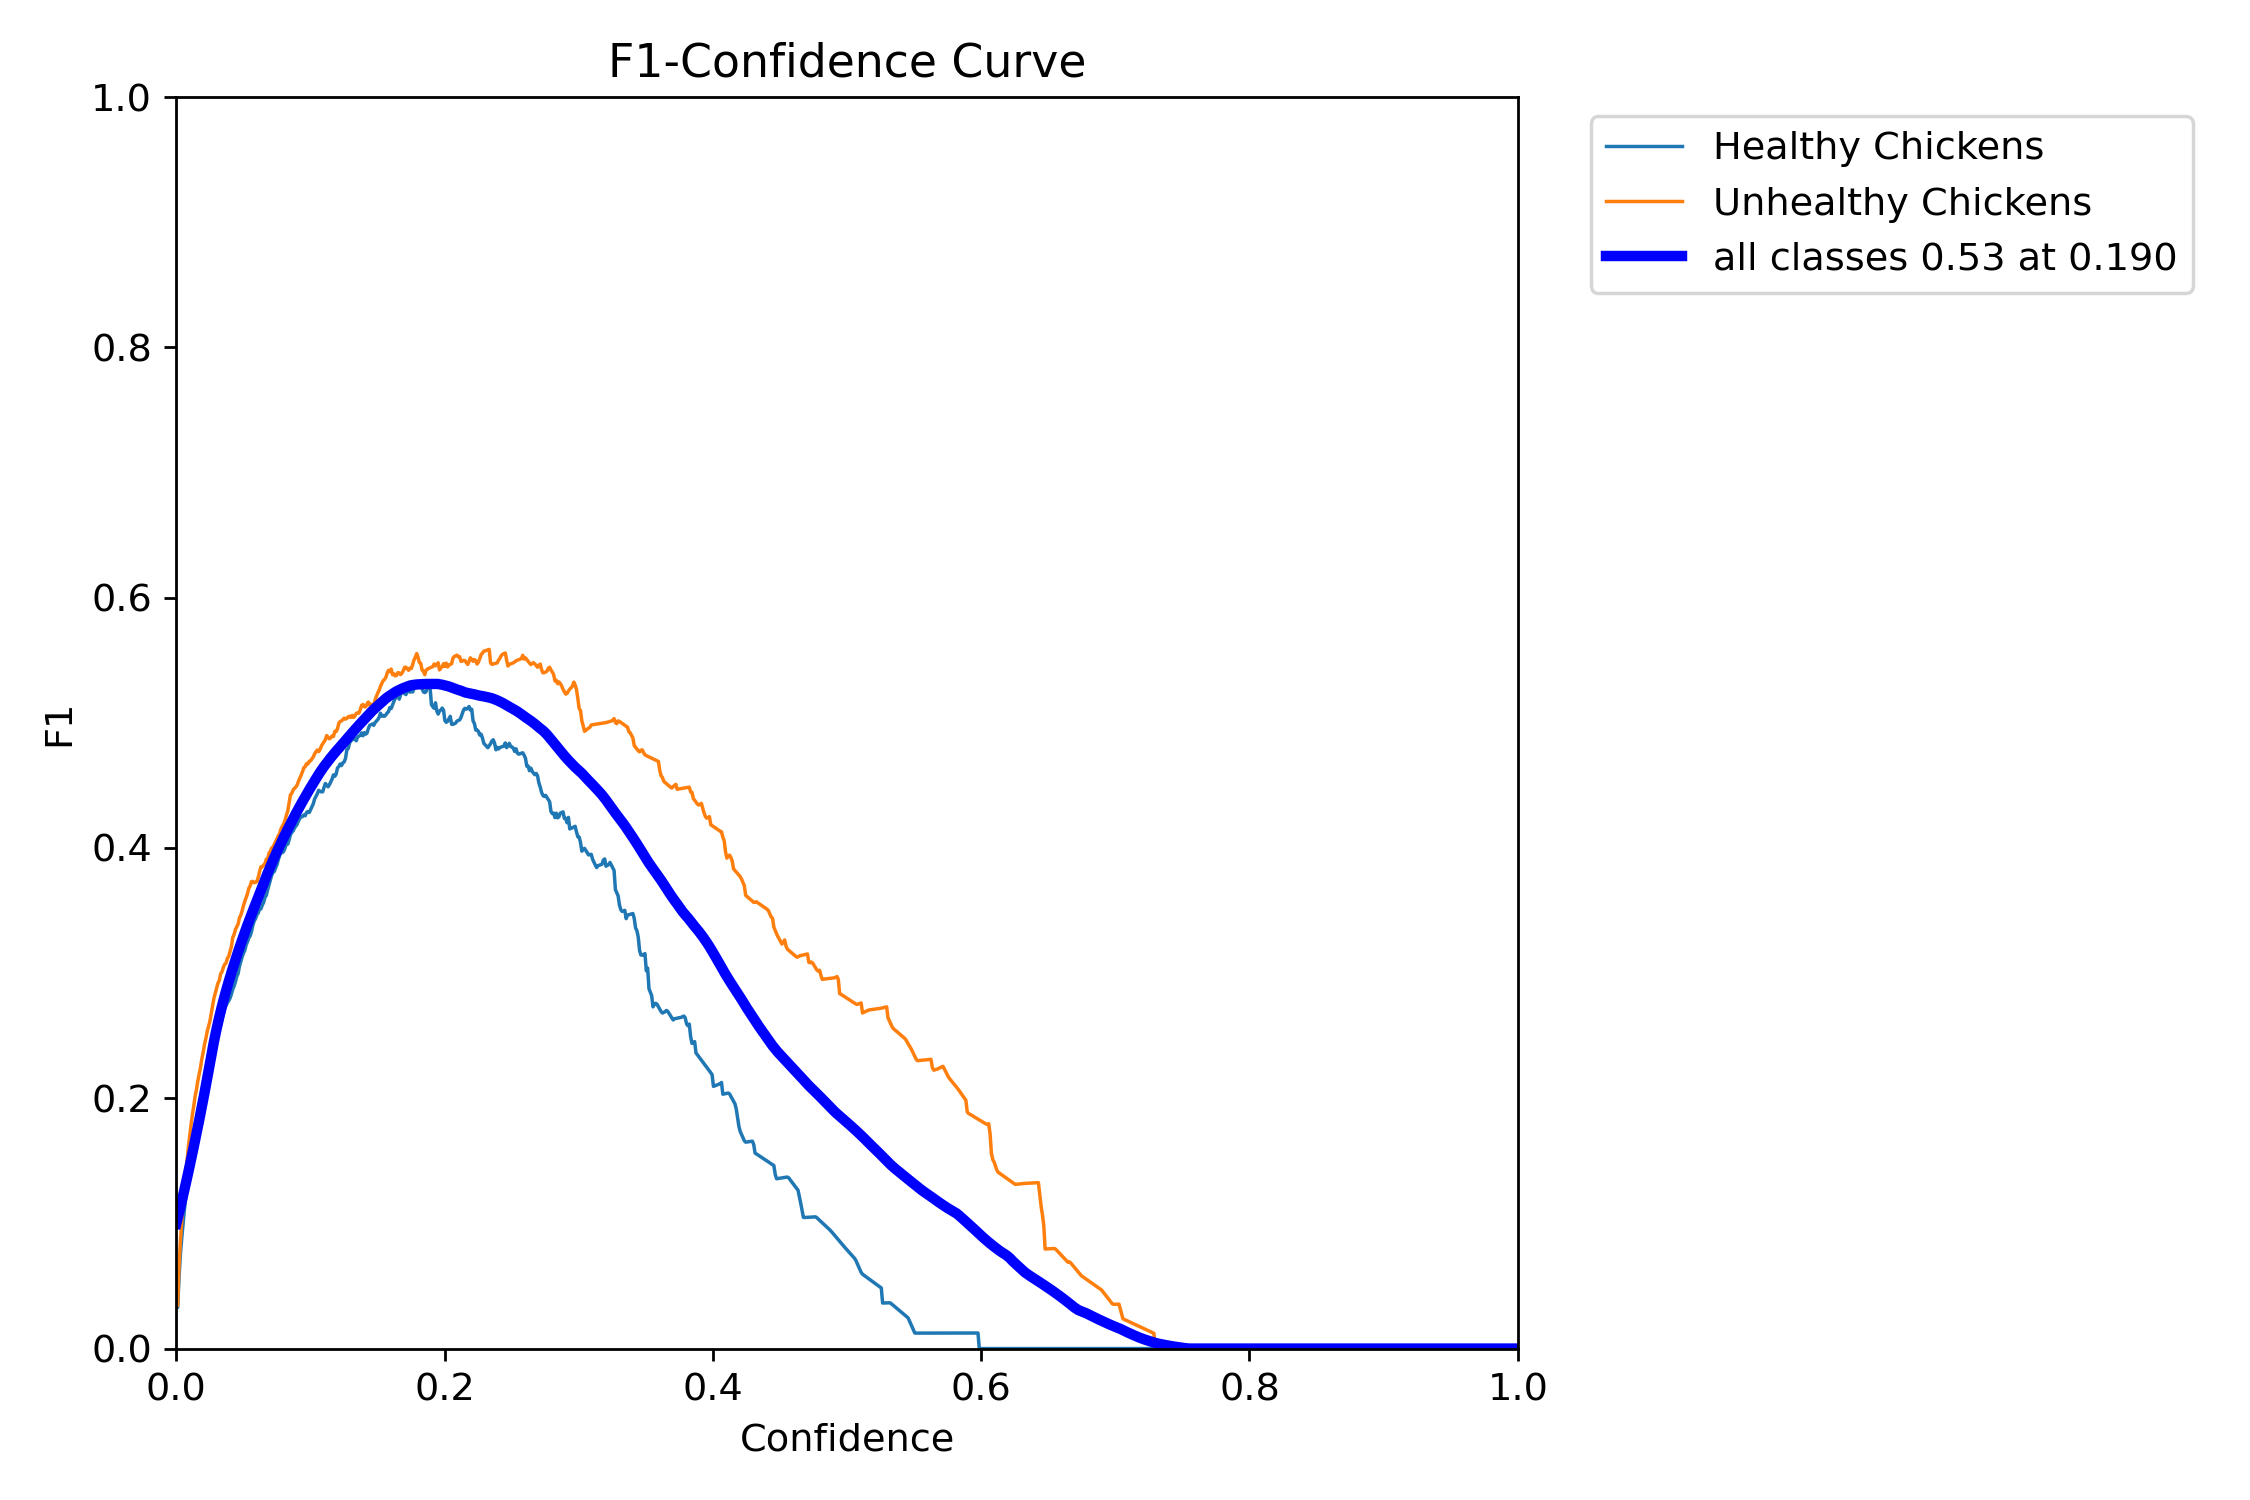 F1-Confidence Curve
1.0
0.8
0.6
0.4
0.2
0.0
F1
0.0 0.2 0.4 0.6 0.8 1.0
Confidence
Healthy Chickens
Unhealthy Chickens
all classes 0.53 at 0.190